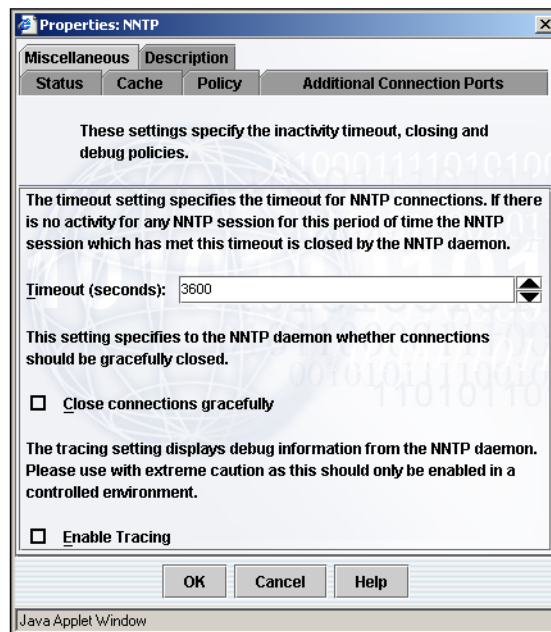 Properties: NNTP
Miscellaneous Description
Status Cache Policy Additional Connection Ports
These settings specify the inactivity timeout, closing and
debug policies.
The timeout setting specifies the timeout for NNTP connections. If there
is no activity for any NNTP session for this period of time the NNTP
session which has met this timeout is closed by the NNTP daemon.
Timeout (seconds): 3600
This setting specifies to the NNTP daemon whether connections
should be gracefully closed.
Close connections gracefully
The tracing setting displays debug information from the NNTP daemon.
Please use with extreme caution as this should only be enabled in a
controlled environment.
Enable Tracing
OK Cancel Help
Java Applet Window